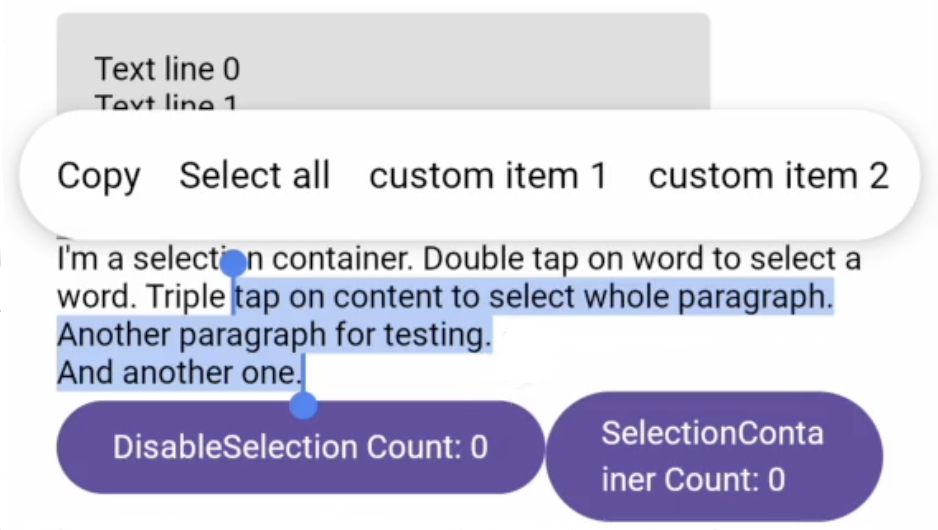 Text line 0
Text line 1
Copy Select all custom item 1 custom item 2
I'm a selection container. Double tap on word to select a
word. Triple tap on content to select whole paragraph.
Another paragraph for testing.
And another one.
DisableSelection Count: 0
SelectionConta
iner Count: 0